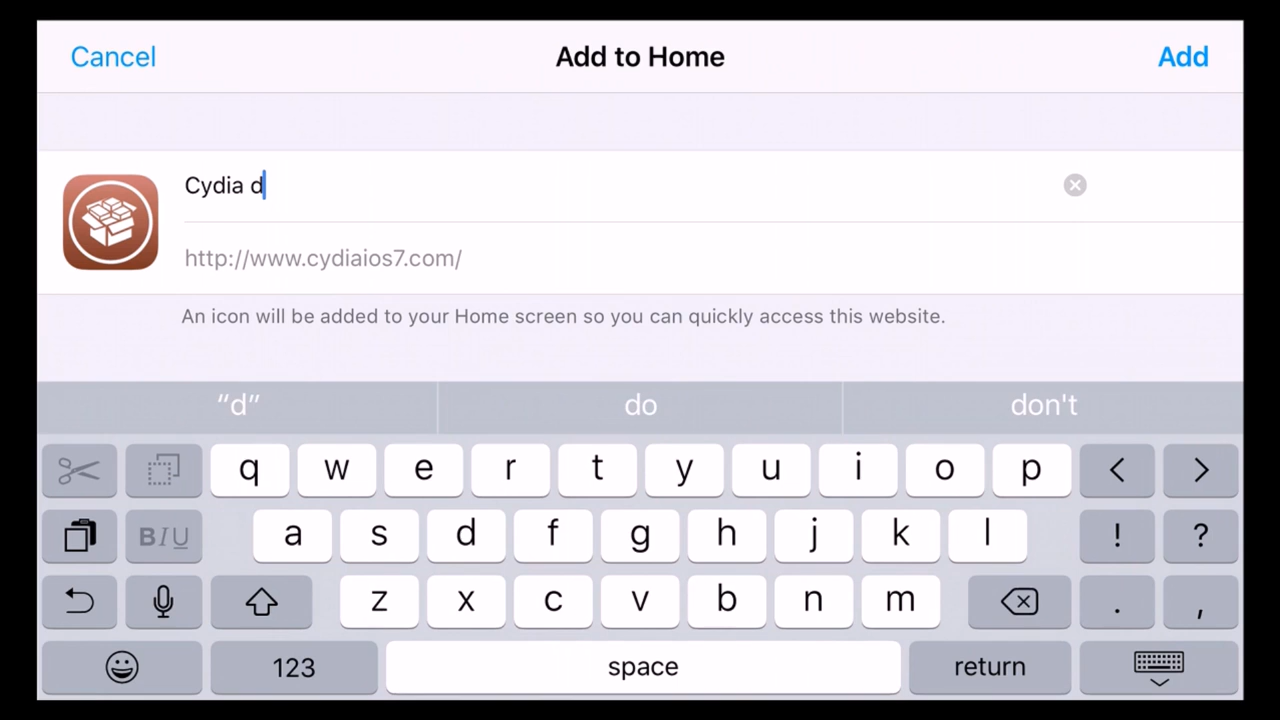 Cancel Add to Home Add
Cydia d
http://www.cydiaios7.com/
An icon will be added to your Home screen so you can quickly access this website.
“d” do don't
q w e r t y u i o p < >
BIU a s d f g h j k l ! ?
z x c v b n m . ,
123 space return